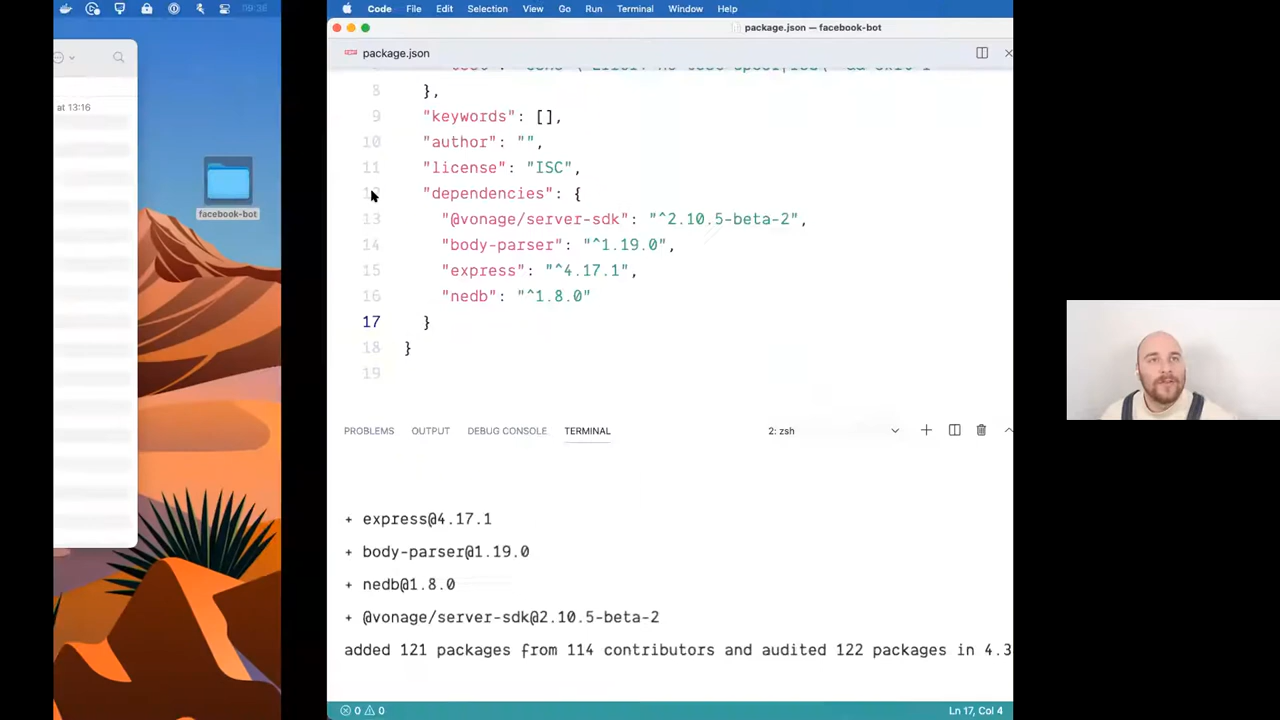 09:36
Code File Edit Selection View Go Run Terminal Window Help
package.json — facebook-bot
package.json
at 13:16
facebook-bot
8 },
9 "keywords": [],
10 "author": "",
11 "license": "ISC",
12 "dependencies": {
13 "@vonage/server-sdk": "^2.10.5-beta-2",
14 "body-parser": "^1.19.0",
15 "express": "^4.17.1",
16 "nedb": "^1.8.0"
17 }
18 }
19
PROBLEMS OUTPUT DEBUG CONSOLE TERMINAL 2: zsh
+ express@4.17.1
+ body-parser@1.19.0
+ nedb@1.8.0
+ @vonage/server-sdk@2.10.5-beta-2
added 121 packages from 114 contributors and audited 122 packages in 4.3
0 0 Ln 17, Col 4